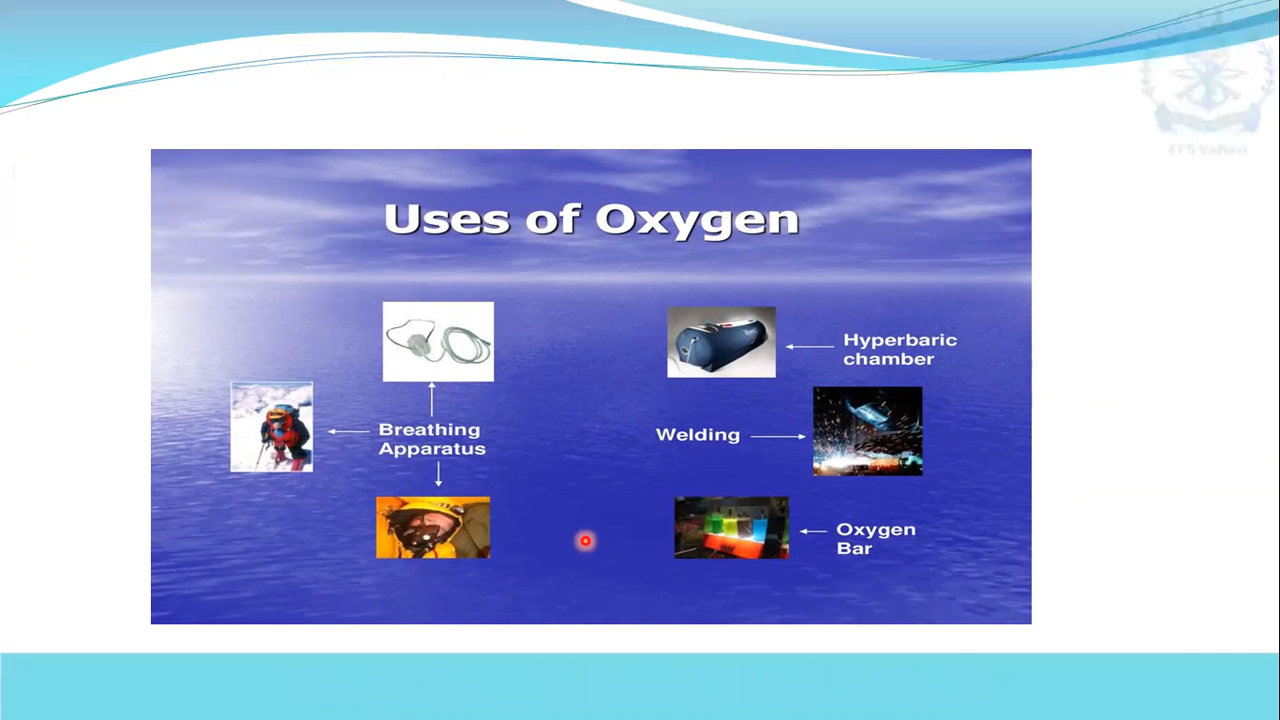 Uses of Oxygen
Hyperbaric
chamber
Breathing
Apparatus
Welding
Oxygen
Bar